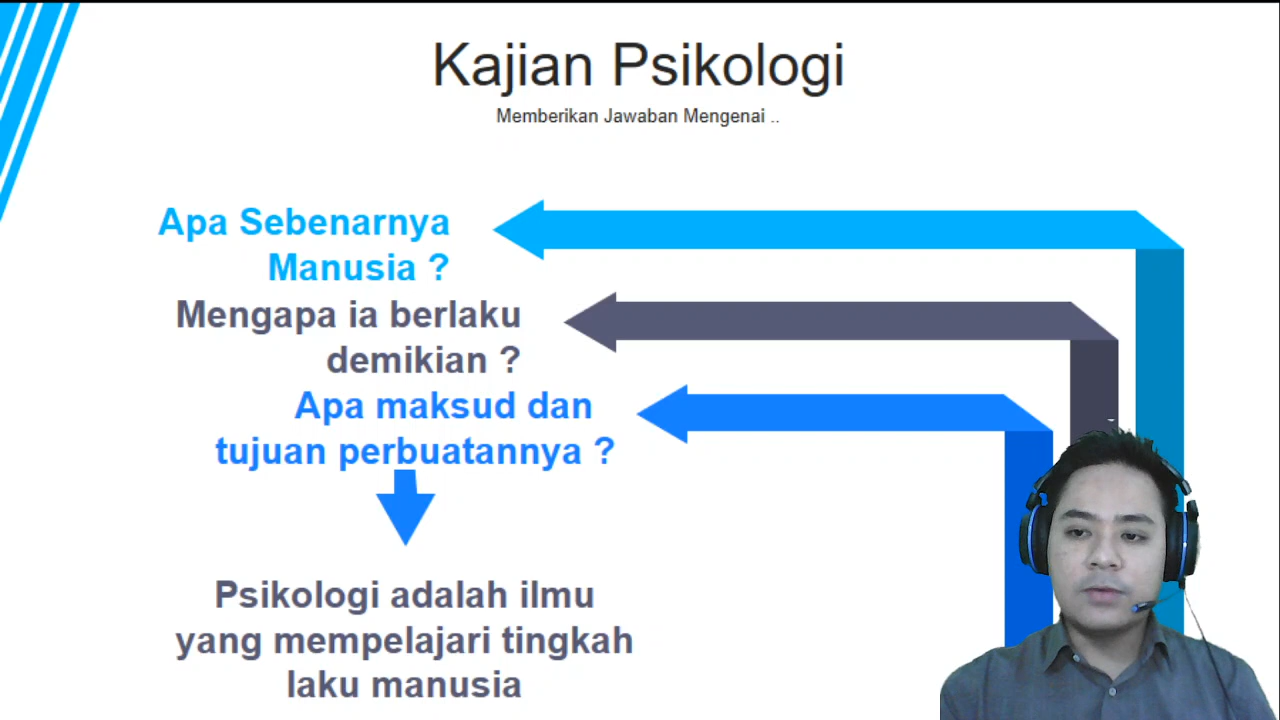 Kajian Psikologi
Memberikan Jawaban Mengenai ..
Apa Sebenarnya
Manusia ?
Mengapa ia berlaku
demikian ?
Apa maksud dan
tujuan perbuatannya ?
Psikologi adalah ilmu
yang mempelajari tingkah
laku manusia